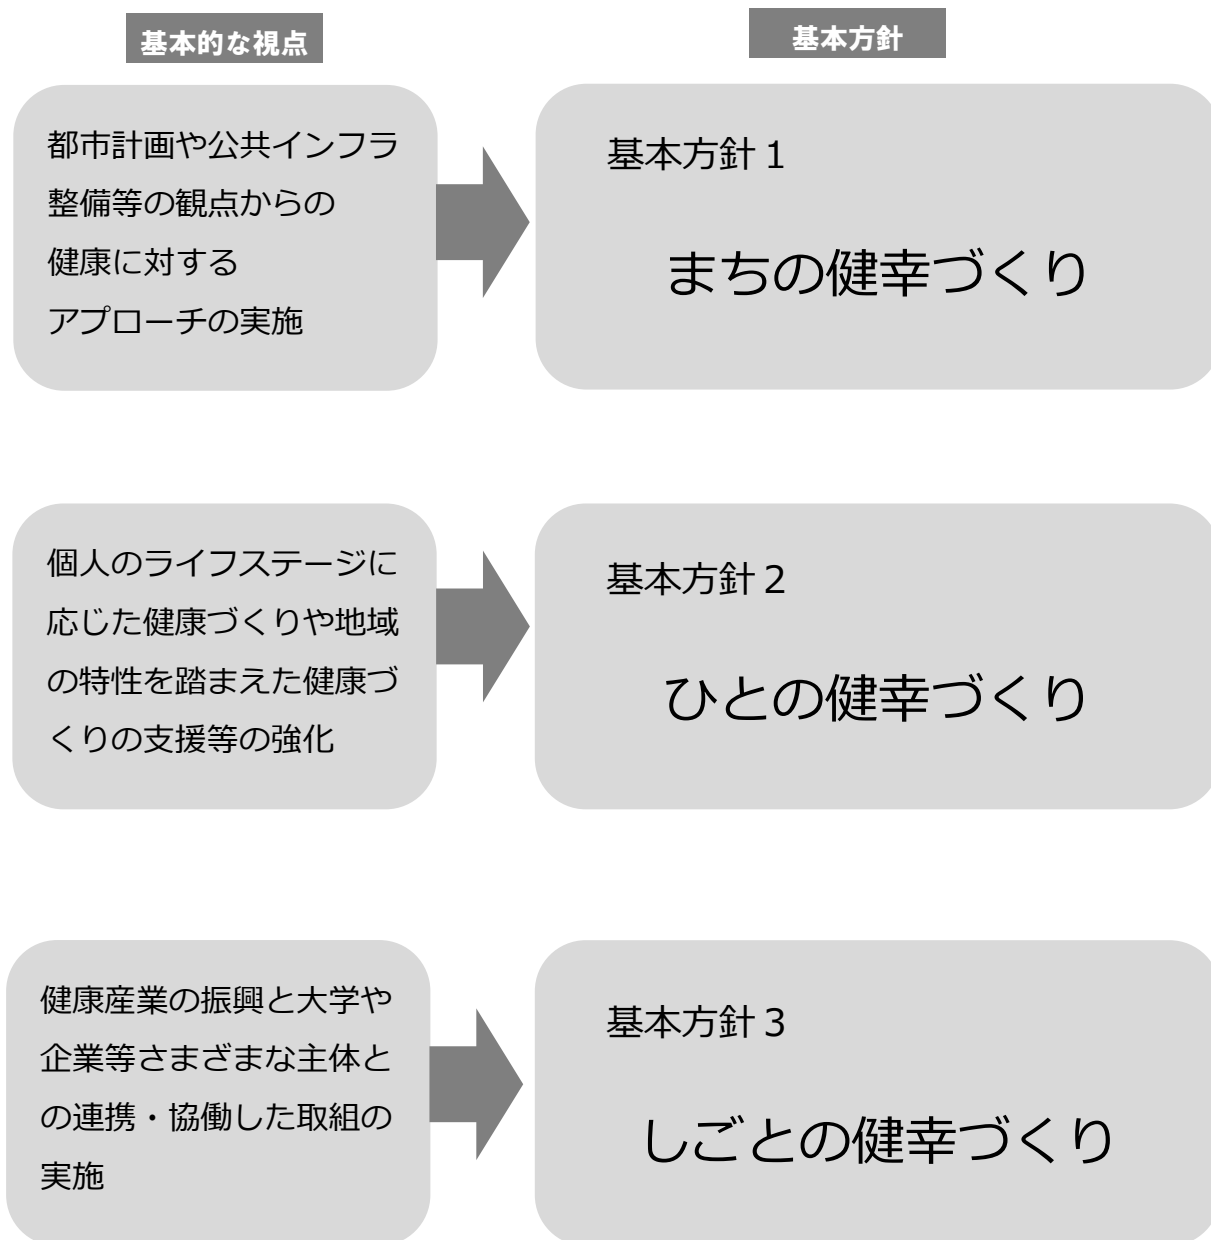 基本的な視点
基本方針
都市計画や公共インフラ
整備等の観点からの
健康に対する
アプローチの実施
基本方針１
まちの健幸づくり
個人のライフステージに
応じた健康づくりや地域
の特性を踏まえた健康づ
くりの支援等の強化
基本方針２
ひとの健幸づくり
健康産業の振興と大学や
企業等さまざまな主体と
の連携・協働した取組の
実施
基本方針３
しごとの健幸づくり